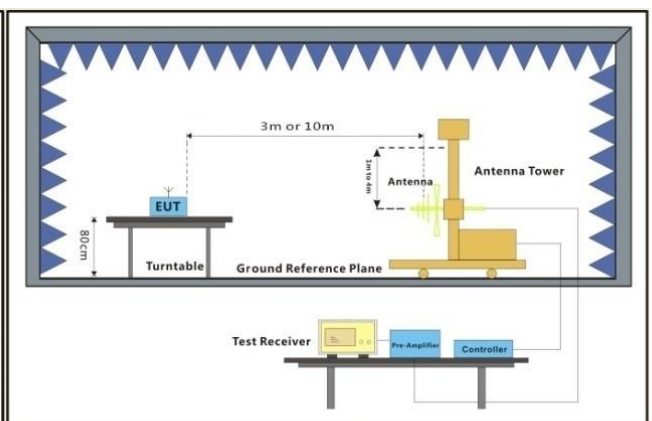 3m or 10m
1m to 4m
Antenna
Antenna Tower
EUT
80cm
Turntable
Ground Reference Plane
Test Receiver
Pre-Amplifier
Controller